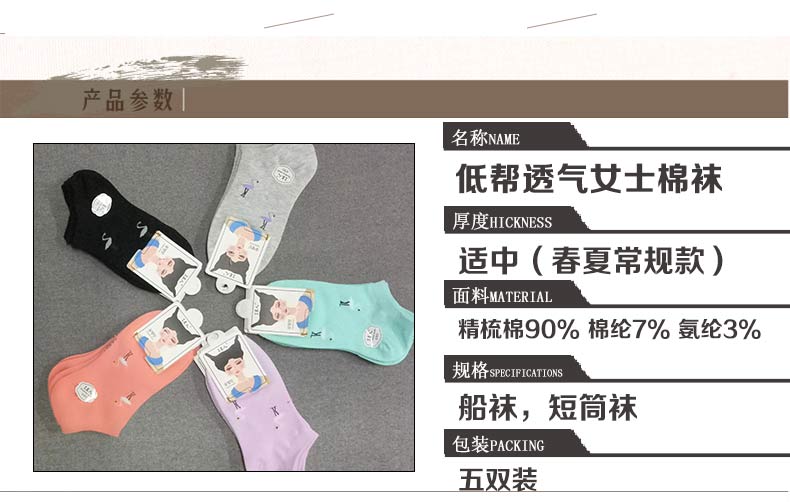 产品参数
名称NAME
低帮透气女士棉袜
厚度HICKNESS
适中（春夏常规款）
面料MATERIAL
精梳棉90% 棉纶7% 氨纶3%
规格SPECIFICATIONS
船袜，短筒袜
包装PACKING
五双装